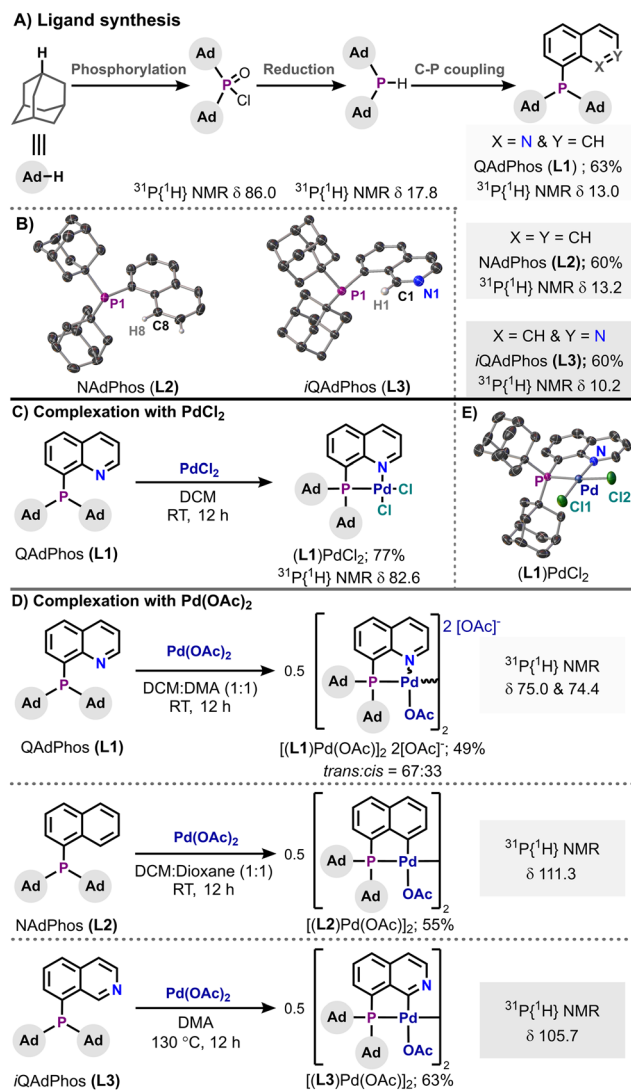 A) Ligand synthesis
H
Phosphorylation
Reduction
C-P coupling
Ad
P
O
Cl
Ad
Ad
P
H
Ad
X
Y
P
Ad
Ad
Ad
H
31P{1H} NMR δ 86.0
31P{1H} NMR δ 17.8
X = N & Y = CH
QAdPhos (L1) ; 63%
31P{1H} NMR δ 13.0
B)
P1
H8
C8
NAdPhos (L2)
P1
H1
C1
N1
iQAdPhos (L3)
X = Y = CH
NAdPhos (L2); 60%
31P{1H} NMR δ 13.2
X = CH & Y = N
iQAdPhos (L3); 60%
31P{1H} NMR δ 10.2
C) Complexation with PdCl2
N
P
Ad
Ad
QAdPhos (L1)
PdCl2
DCM
RT, 12 h
N
Ad
P
Pd
Cl
Cl
Ad
(L1)PdCl2; 77%
31P{1H} NMR δ 82.6
E)
N
P
Pd
Cl1
Cl2
(L1)PdCl2
D) Complexation with Pd(OAc)2
N
P
Ad
Ad
QAdPhos (L1)
Pd(OAc)2
DCM:DMA (1:1)
RT, 12 h
0.5
N
Ad
P
Pd
Ad
OAc
2
2 [OAc]-
[(L1)Pd(OAc)]2 2[OAc]-; 49%
trans:cis = 67:33
31P{1H} NMR
δ 75.0 & 74.4
P
Ad
Ad
NAdPhos (L2)
Pd(OAc)2
DCM:Dioxane (1:1)
RT, 12 h
0.5
Ad
P
Pd
Ad
OAc
2
[(L2)Pd(OAc)]2; 55%
31P{1H} NMR
δ 111.3
N
P
Ad
Ad
iQAdPhos (L3)
Pd(OAc)2
DMA
130 °C, 12 h
0.5
N
Ad
P
Pd
Ad
OAc
2
[(L3)Pd(OAc)]2; 63%
31P{1H} NMR
δ 105.7